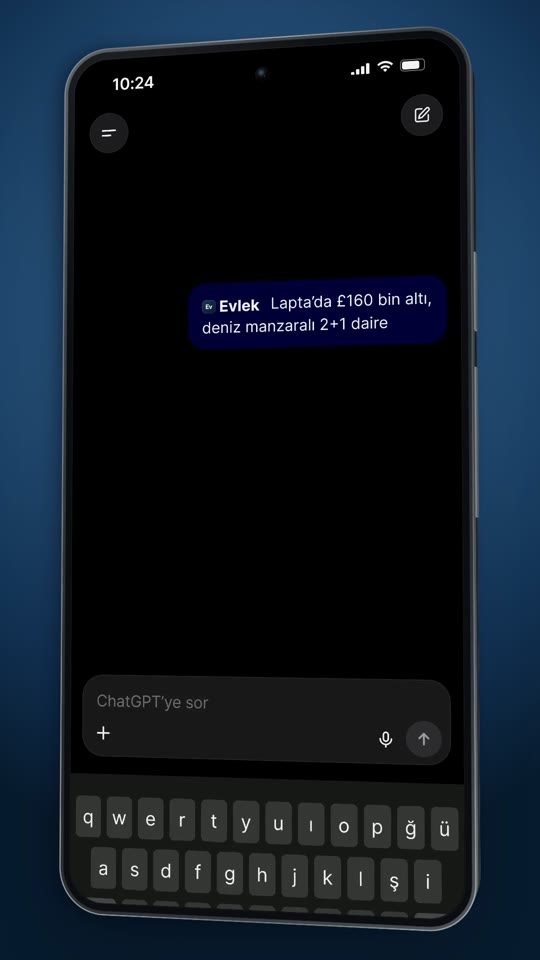 10:24
Ev Evlek Lapta'da £160 bin altı,
deniz manzaralı 2+1 daire
ChatGPT'ye sor
q w e r t y u ı o p ğ ü
a s d f g h j k l ş i